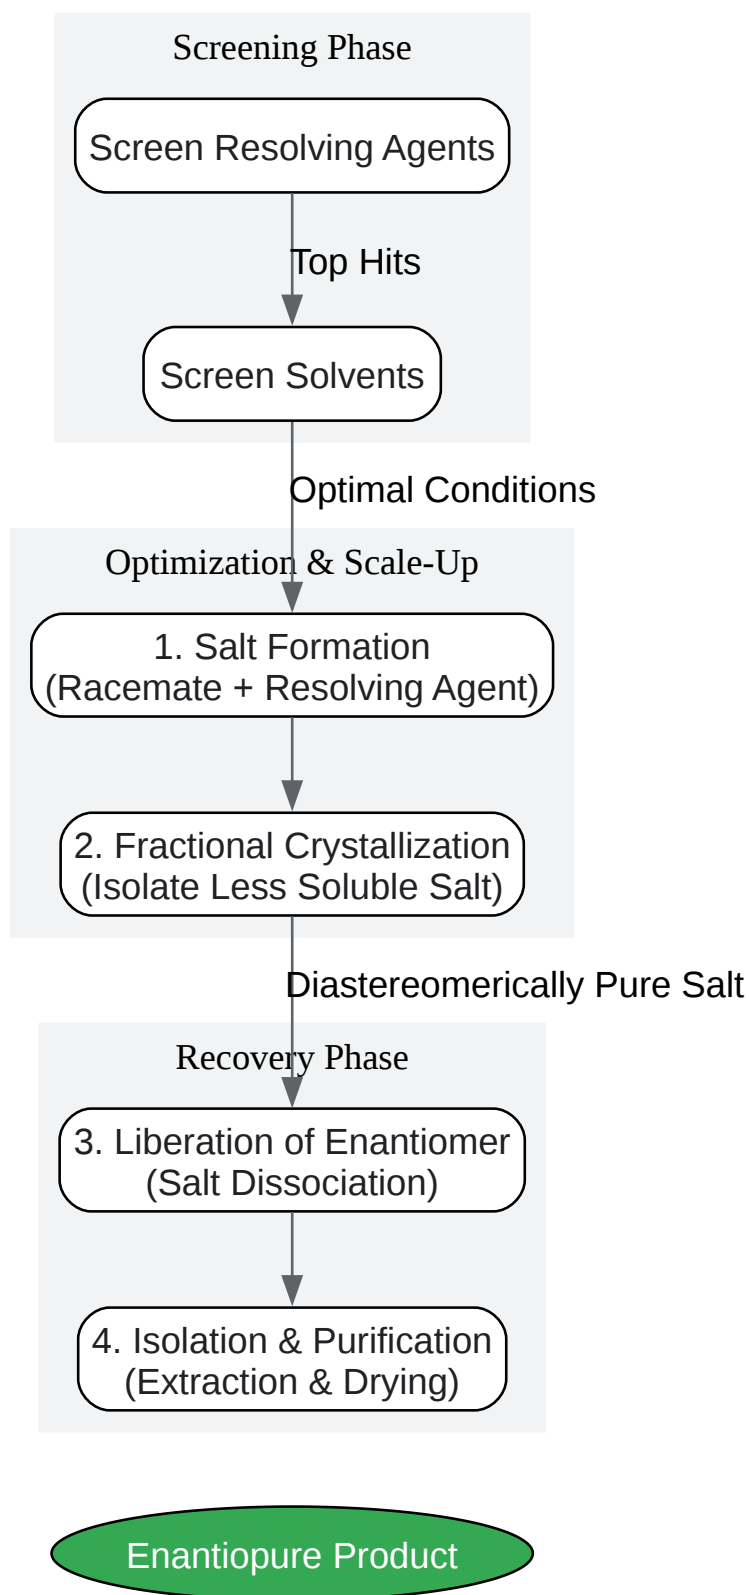 Screening Phase
Screen Resolving Agents
Top Hits
Screen Solvents
Optimal Conditions
Optimization & Scale-Up
1. Salt Formation
(Racemate + Resolving Agent)
2. Fractional Crystallization
(Isolate Less Soluble Salt)
Diastereomerically Pure Salt
Recovery Phase
3. Liberation of Enantiomer
(Salt Dissociation)
4. Isolation & Purification
(Extraction & Drying)
Enantiopure Product